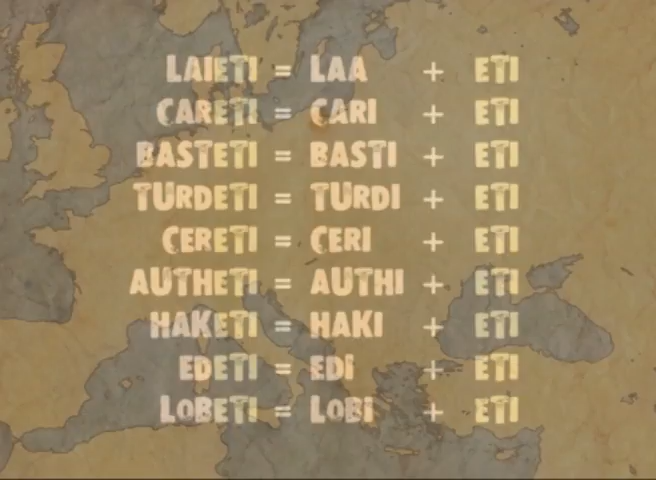 LAIETI = LAA + ETI
CARETI = CARI + ETI
BASTETI = BASTI + ETI
TURDETI = TURDI + ETI
CERETI = CERI + ETI
AUTHETI = AUTHI + ETI
HAKETI = HAKI + ETI
EDETI = EDI + ETI
LOBETI = LOBI + ETI